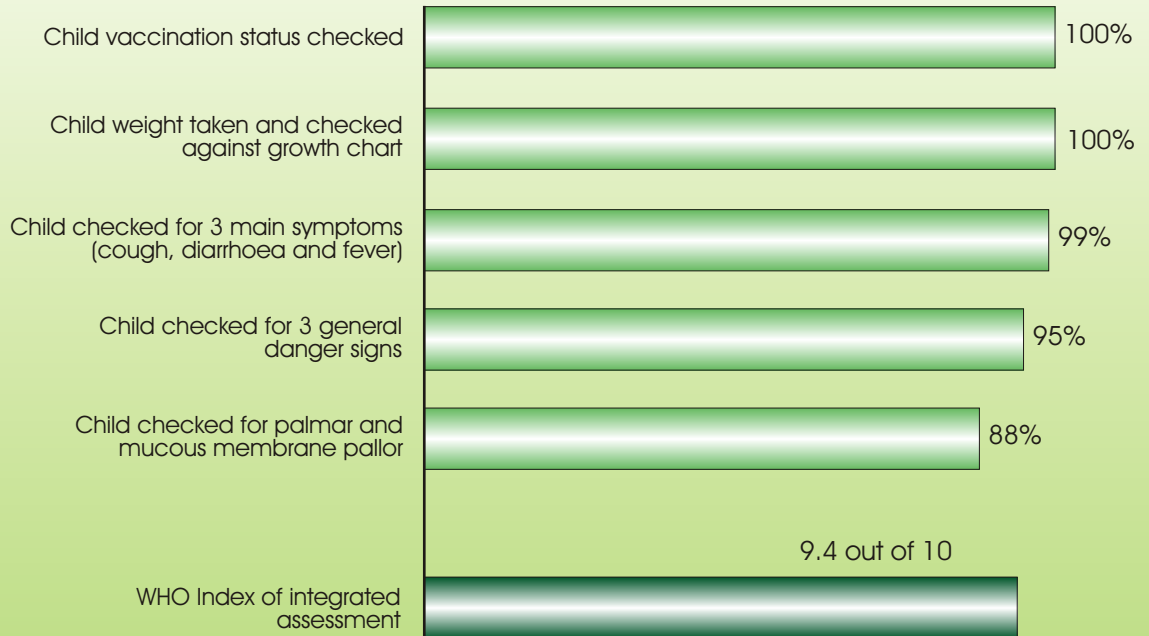 Child vaccination status checked
100%
Child weight taken and checked
against growth chart
100%
Child checked for 3 main symptoms
(cough, diarrhoea and fever)
99%
Child checked for 3 general
danger signs
95%
Child checked for palmar and
mucous membrane pallor
88%
9.4 out of 10
WHO Index of integrated
assessment